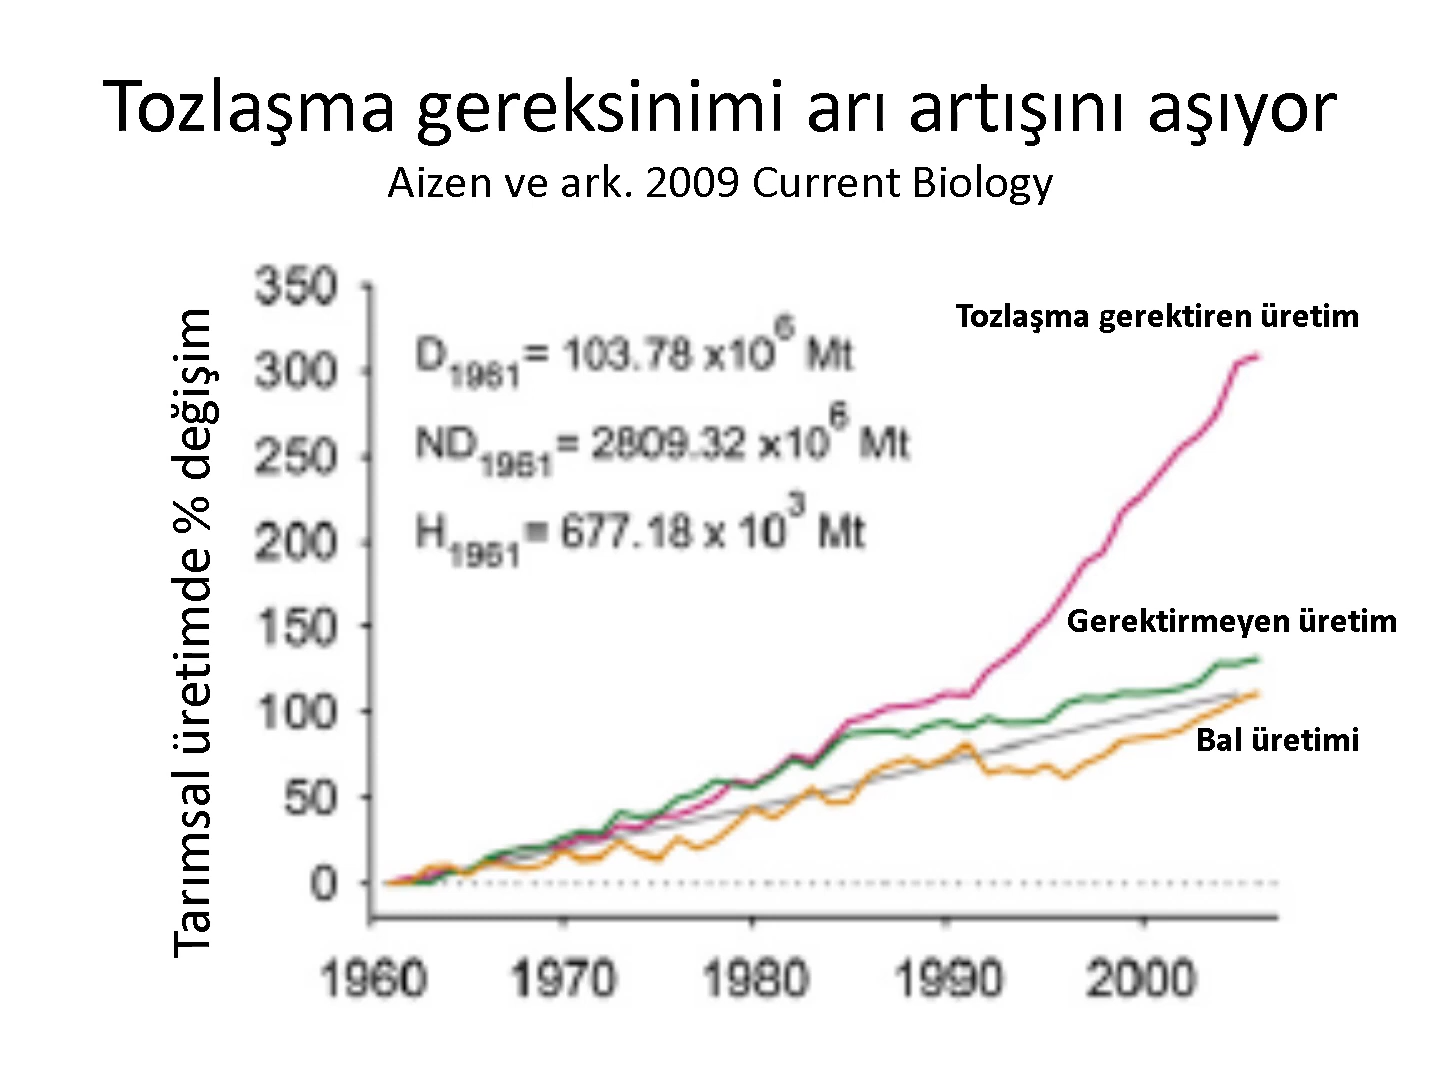 Tozlaşma gereksinimi arı artışını aşıyor
Aizen ve ark. 2009 Current Biology
Tarımsal üretimde % değişim
350
300
250
200
150
100
50
0
D1961= 103.78 x10^6 Mt
ND1961= 2809.32 x10^6 Mt
H1961= 677.18 x 10^3 Mt
Tozlaşma gerektiren üretim
Gerektirmeyen üretim
Bal üretimi
1960 1970 1980 1990 2000